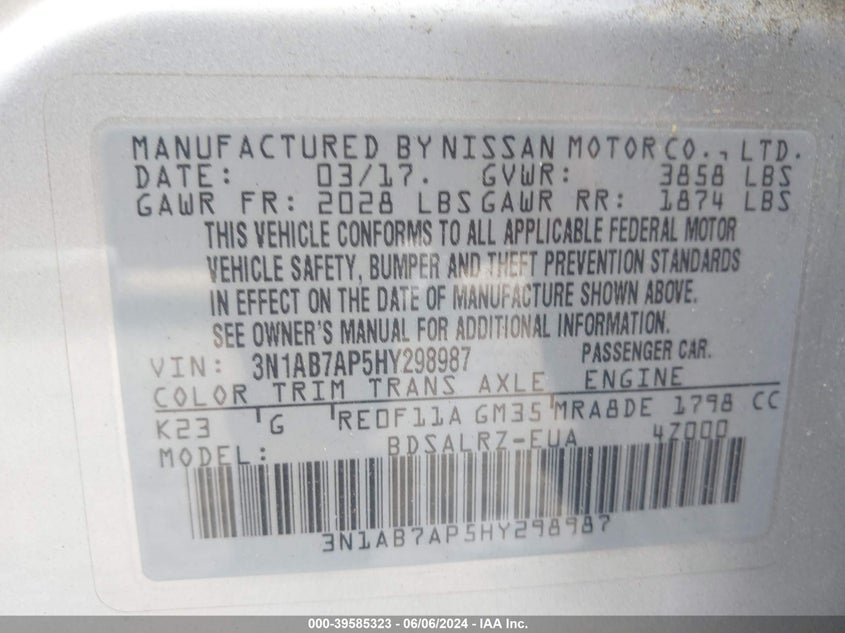 MANUFACTURED BY NISSAN MOTOR CO., LTD.
DATE: 03/17. GVWR: 3858 LBS
GAWR FR: 2028 LBS GAWR RR: 1874 LBS
THIS VEHICLE CONFORMS TO ALL APPLICABLE FEDERAL MOTOR
VEHICLE SAFETY, BUMPER AND THEFT PREVENTION STANDARDS
IN EFFECT ON THE DATE OF MANUFACTURE SHOWN ABOVE.
SEE OWNER'S MANUAL FOR ADDITIONAL INFORMATION.
VIN: 3N1AB7AP5HY298987 PASSENGER CAR.
COLOR TRIM TRANS AXLE ENGINE
K23 G RE0F11A GM35 MRA8DE 1798 CC
MODEL: BDSALRZ-EUA 4Z000
3N1AB7AP5HY298987
000-39585323 | 06/06/2024 | IAA Inc.